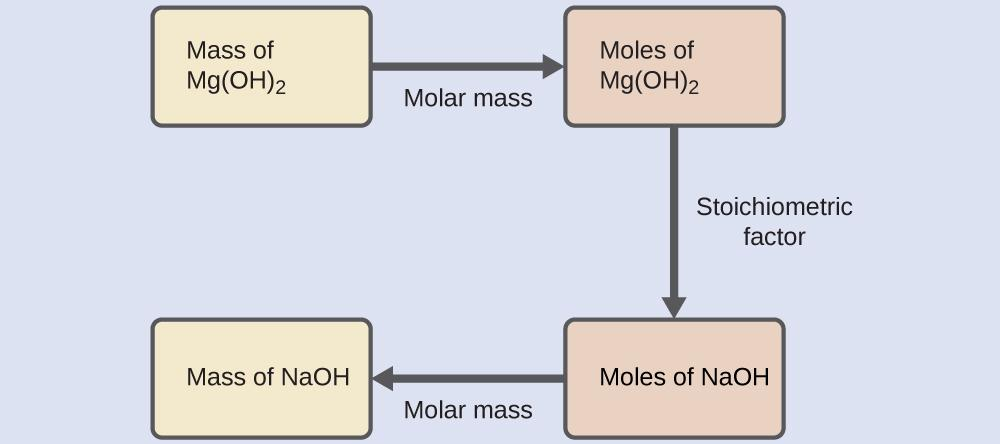 Mass of
Mg(OH)₂
Molar mass
Moles of
Mg(OH)₂
Stoichiometric
factor
Mass of NaOH
Molar mass
Moles of NaOH